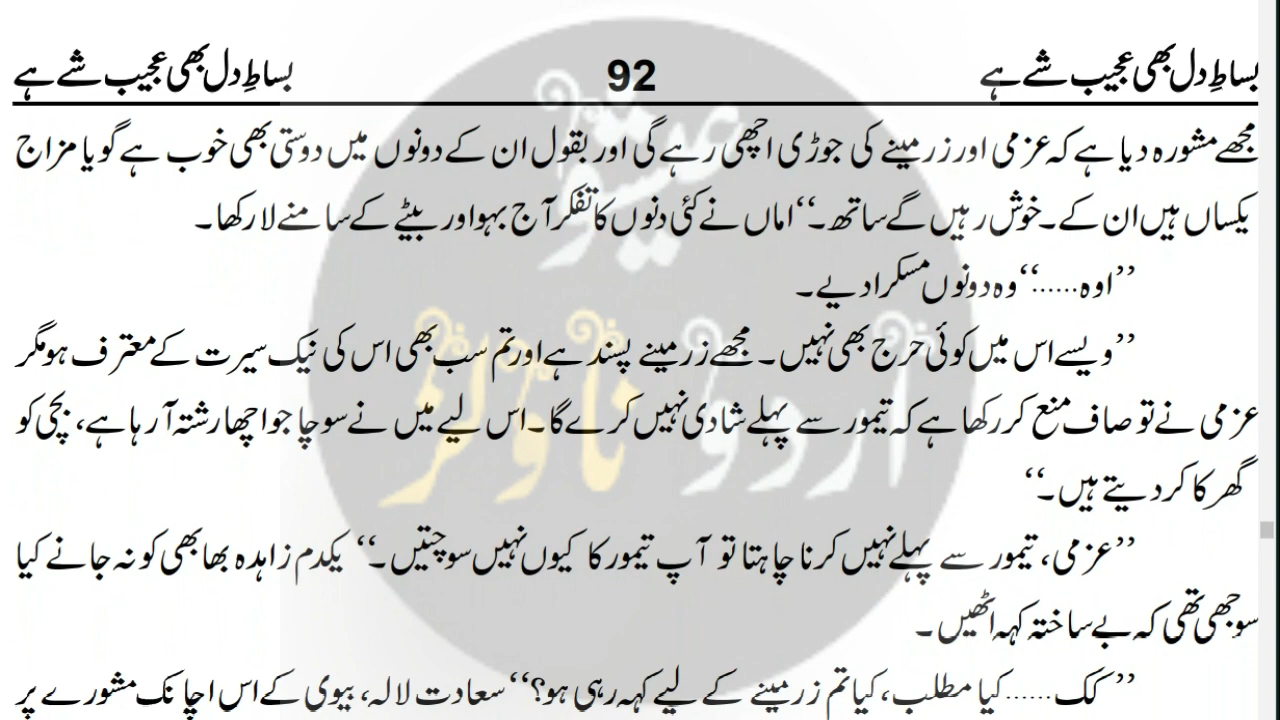 بساطِ دل بھی عجیب شے ہے 92 بساطِ دل بھی عجیب شے ہے
مجھے مشورہ دیا ہے کہ عزمی اور زرمینے کی جوڑی اچھی رہے گی اور بقول ان کے دونوں میں دوستی بھی خوب ہے گویا مزاج
یکساں ہیں ان کے۔ خوش رہیں گے ساتھ۔‘‘ اماں نے کئی دنوں کا تفکر آج بہو اور بیٹے کے سامنے لا رکھا۔
’’اوہ......‘‘ وہ دونوں مسکرا دیے۔
’’ویسے اس میں کوئی حرج بھی نہیں۔ مجھے زرمینے پسند ہے اور تم سب بھی اس کی نیک سیرت کے معترف ہو مگر
عزمی نے تو صاف منع کر رکھا ہے کہ تیمور سے پہلے شادی نہیں کرے گا۔ اس لیے میں نے سوچا جو اچھا رشتہ آ رہا ہے، بچی کو
گھر کا کر دیتے ہیں۔‘‘
’’عزمی، تیمور سے پہلے نہیں کرنا چاہتا تو آپ تیمور کا کیوں نہیں سوچتیں۔‘‘ یکدم زاہدہ بھابھی کو نہ جانے کیا
سوجھی تھی کہ بے ساختہ کہہ اٹھیں۔
’’کک......کیا مطلب، کیا تم زرمینے کے لیے کہہ رہی ہو؟‘‘ سعادت لالہ، بیوی کے اس اچانک مشورے پر
عیشو
اردو ناولز